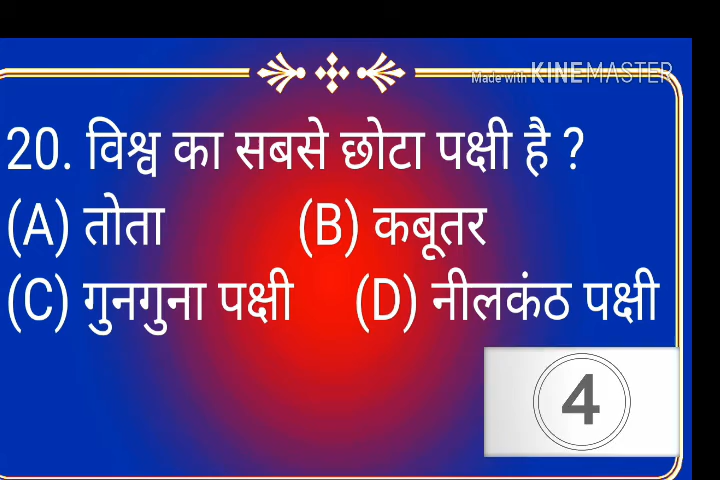 Made with KINEMASTER
20. विश्व का सबसे छोटा पक्षी है ?
(A) तोता (B) कबूतर
(C) गुनगुना पक्षी (D) नीलकंठ पक्षी
4